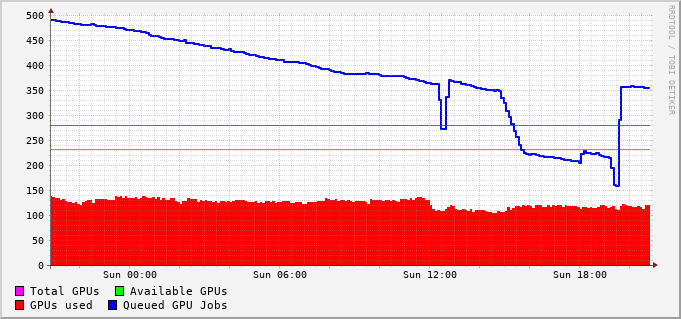 500
450
400
350
300
250
200
150
100
50
0
Sun 00:00 Sun 06:00 Sun 12:00 Sun 18:00
Total GPUs Available GPUs
GPUs used Queued GPU Jobs
RRDTOOL / TOBI OETIKER